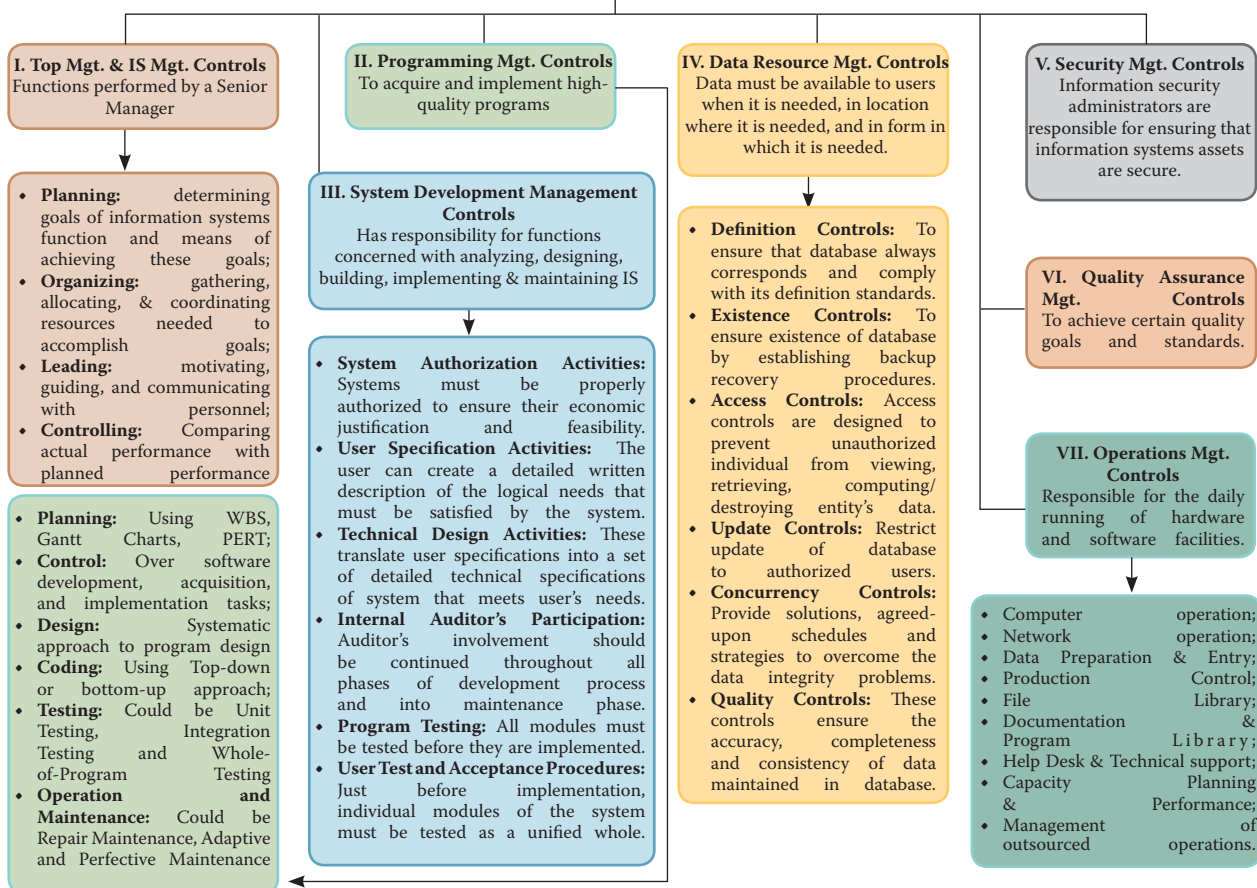 I. Top Mgt. & IS Mgt. Controls
Functions performed by a Senior
Manager
• Planning: determining
goals of information systems
function and means of
achieving these goals;
• Organizing: gathering,
allocating, & coordinating
resources needed to
accomplish goals;
• Leading: motivating,
guiding, and communicating
with personnel;
• Controlling: Comparing
actual performance with
planned performance
II. Programming Mgt. Controls
To acquire and implement high-
quality programs
• Planning: Using WBS,
Gantt Charts, PERT;
• Control: Over software
development, acquisition,
and implementation tasks;
• Design: Systematic
approach to program design
• Coding: Using Top-down
or bottom-up approach;
• Testing: Could be Unit
Testing, Integration
Testing and Whole-
of-Program Testing
• Operation and
Maintenance: Could be
Repair Maintenance, Adaptive
and Perfective Maintenance
III. System Development Management
Controls
Has responsibility for functions
concerned with analyzing, designing,
building, implementing & maintaining IS
• System Authorization Activities:
Systems must be properly
authorized to ensure their economic
justification and feasibility.
• User Specification Activities: The
user can create a detailed written
description of the logical needs that
must be satisfied by the system.
• Technical Design Activities: These
translate user specifications into a set
of detailed technical specifications
of system that meets user's needs.
• Internal Auditor's Participation:
Auditor's involvement should
be continued throughout all
phases of development process
and into maintenance phase.
• Program Testing: All modules must
be tested before they are implemented.
• User Test and Acceptance Procedures:
Just before implementation,
individual modules of the system
must be tested as a unified whole.
IV. Data Resource Mgt. Controls
Data must be available to users
when it is needed, in location
where it is needed, and in form in
which it is needed.
• Definition Controls: To
ensure that database always
corresponds and comply
with its definition standards.
• Existence Controls: To
ensure existence of database
by establishing backup
recovery procedures.
• Access Controls: Access
controls are designed to
prevent unauthorized
individual from viewing,
retrieving, computing/
destroying entity's data.
• Update Controls: Restrict
update of database
to authorized users.
• Concurrency Controls:
Provide solutions, agreed-
upon schedules and
strategies to overcome the
data integrity problems.
• Quality Controls: These
controls ensure the
accuracy, completeness
and consistency of data
maintained in database.
V. Security Mgt. Controls
Information security
administrators are
responsible for ensuring that
information systems assets
are secure.
VI. Quality Assurance
Mgt. Controls
To achieve certain quality
goals and standards.
VII. Operations Mgt.
Controls
Responsible for the daily
running of hardware
and software facilities.
• Computer operation;
• Network operation;
• Data Preparation & Entry;
• Production Control;
• File Library;
• Documentation &
Program Library;
• Help Desk & Technical support;
• Capacity Planning
& Performance;
• Management of
outsourced operations.